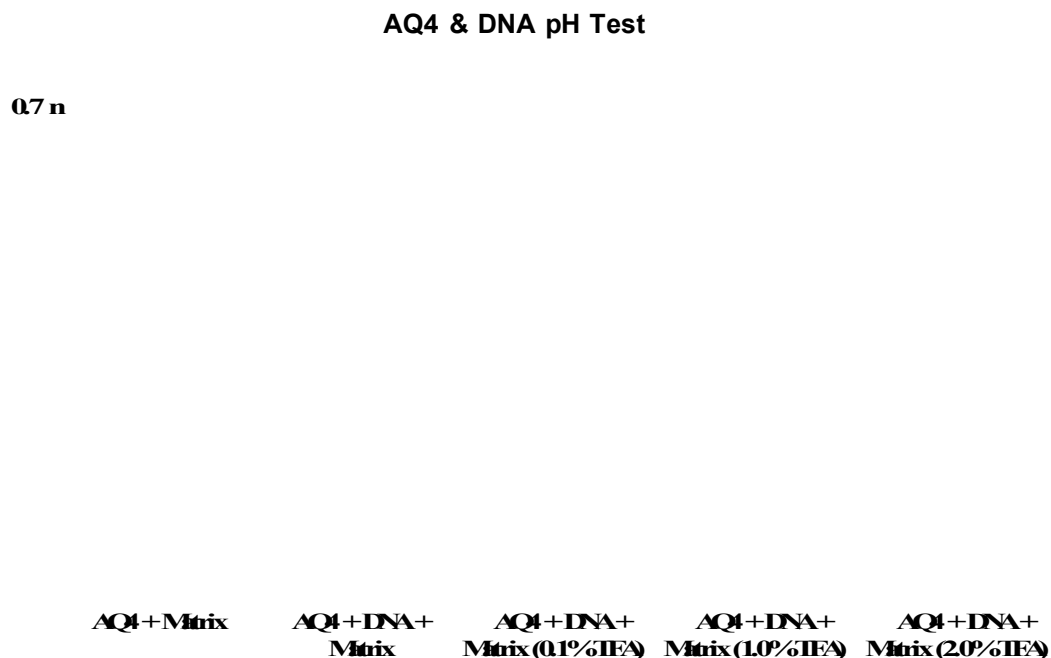 AQ4 & DNA pH Test
0.7 n
AQ4 + Matrix AQ4 + DNA + AQ4 + DNA + AQ4 + DNA + AQ4 + DNA +
Matrix Matrix (0.1% TFA) Matrix (1.0% TFA) Matrix (2.0% TFA)